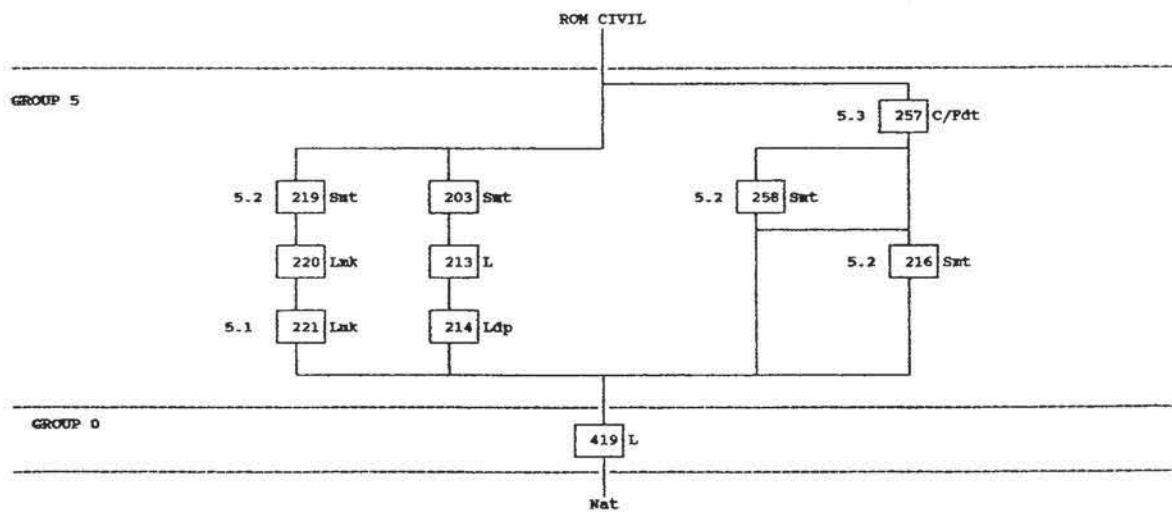 ROM CIVIL
GROUP 5
5.3 257 C/Fdt
5.2 219 Smt 203 Smt 5.2 258 Smt
220 Lmk 213 L 5.2 216 Smt
5.1 221 Lmk 214 Ldp
GROUP 0
419 L
Nat